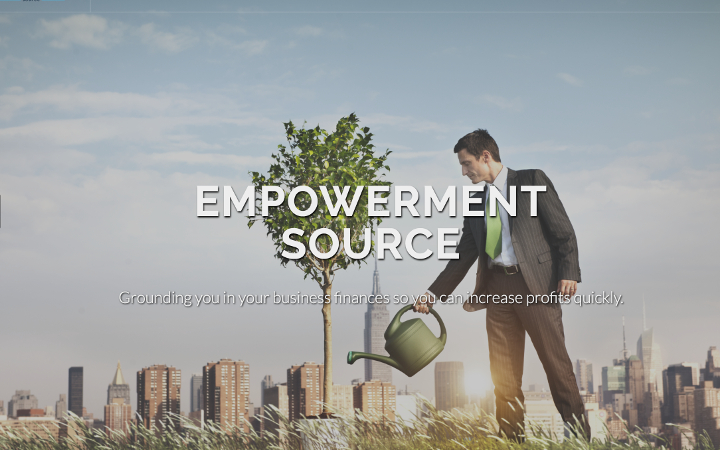 EMPOWERMENT
SOURCE
Grounding you in your business finances so you can increase profits quickly.